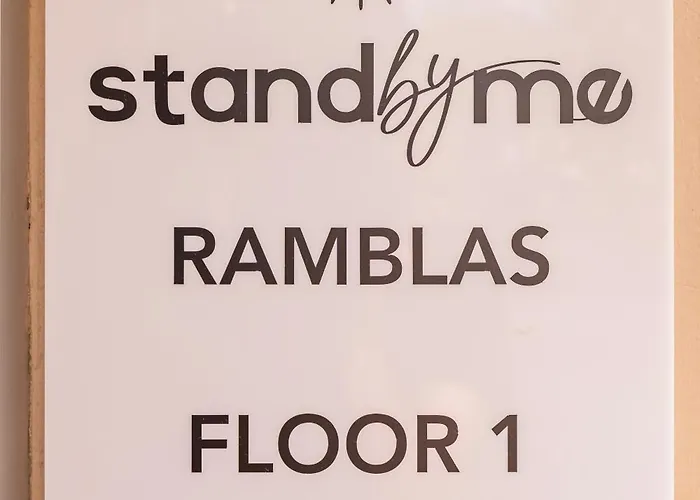 standbyme
RAMBLAS
FLOOR 1